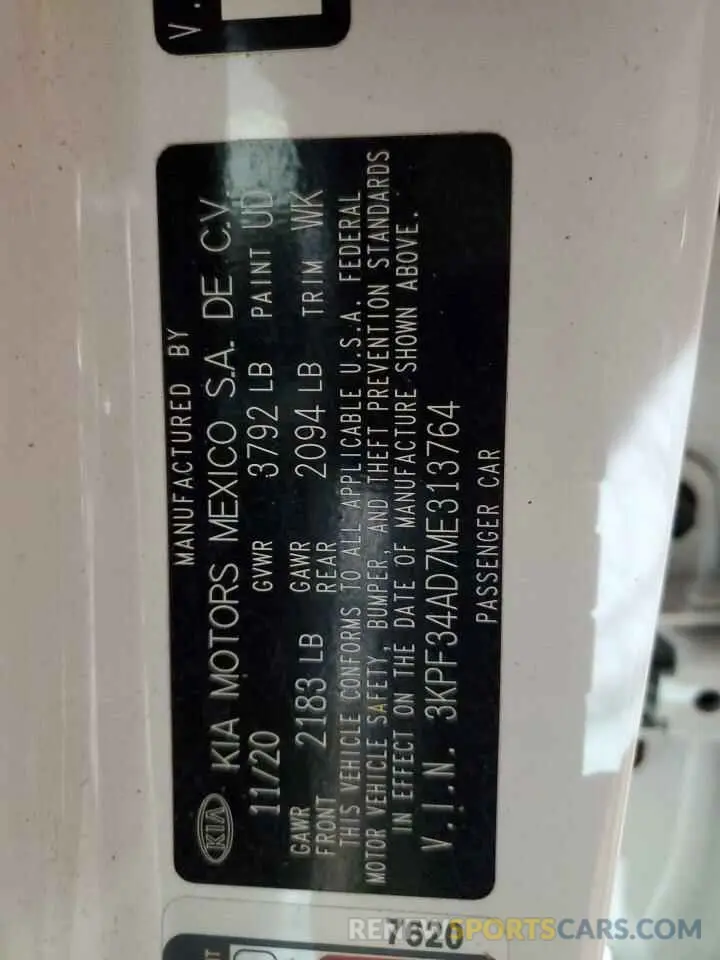 V.
MANUFACTURED BY
KIA KIA MOTORS MEXICO S.A. DE C.V.
11/20 GVWR 3792 LB PAINT UD
GAWR FRONT 2183 LB GAWR REAR 2094 LB TRIM WK
THIS VEHICLE CONFORMS TO ALL APPLICABLE U.S.A. FEDERAL
MOTOR VEHICLE SAFETY, BUMPER, AND THEFT PREVENTION STANDARDS
IN EFFECT ON THE DATE OF MANUFACTURE SHOWN ABOVE.
V.I.N. 3KPF34AD7ME313764
PASSENGER CAR
7620
RENEWSPORTSCARS.COM